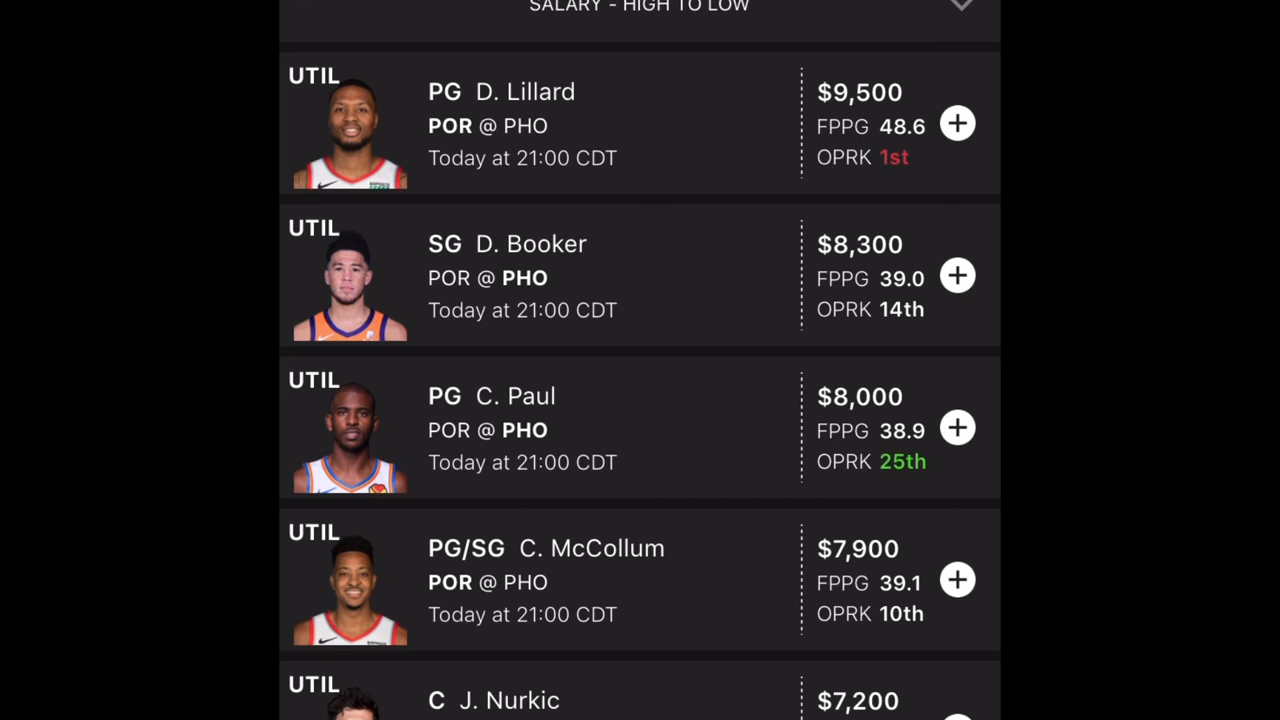 SALARY - HIGH TO LOW
UTIL
PG D. Lillard
POR @ PHO
Today at 21:00 CDT
$9,500
FPPG 48.6
OPRK 1st
UTIL
SG D. Booker
POR @ PHO
Today at 21:00 CDT
$8,300
FPPG 39.0
OPRK 14th
UTIL
PG C. Paul
POR @ PHO
Today at 21:00 CDT
$8,000
FPPG 38.9
OPRK 25th
UTIL
PG/SG C. McCollum
POR @ PHO
Today at 21:00 CDT
$7,900
FPPG 39.1
OPRK 10th
UTIL
C J. Nurkic
$7,200